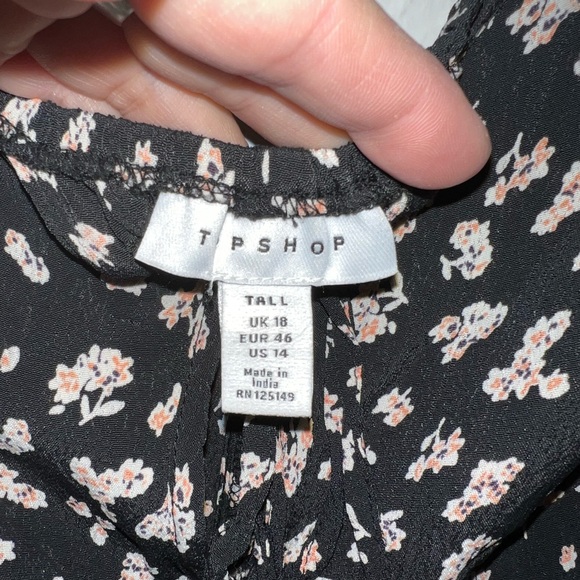 TOPSHOP
TALL
UK 18
EUR 46
US 14
Made in
India
RN125149